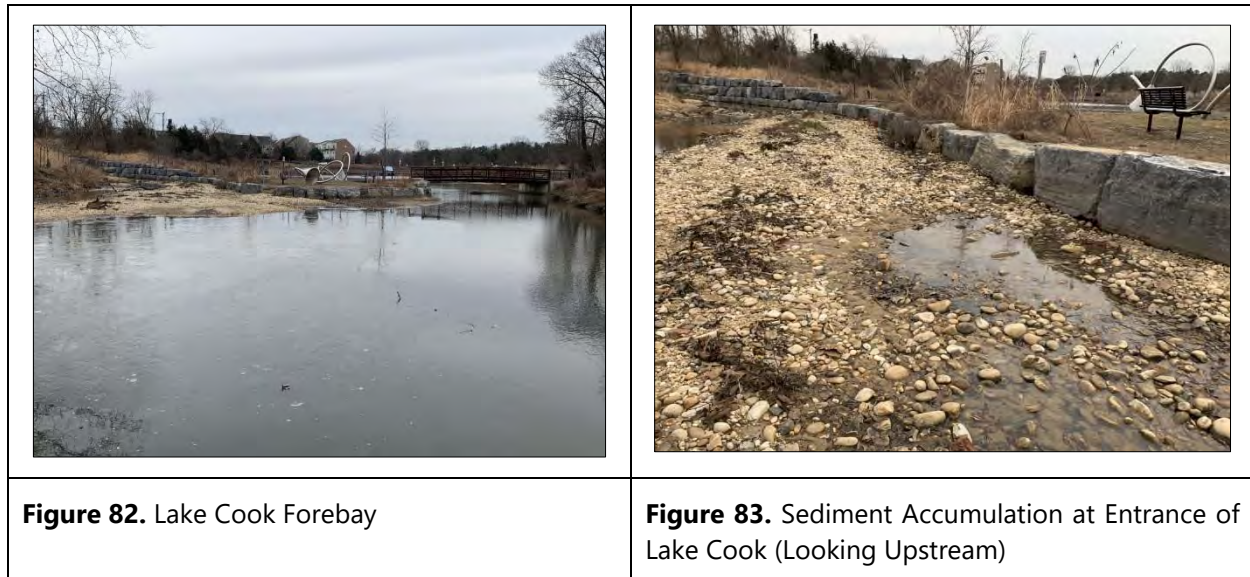 Figure 82. Lake Cook Forebay
Figure 83. Sediment Accumulation at Entrance of
Lake Cook (Looking Upstream)